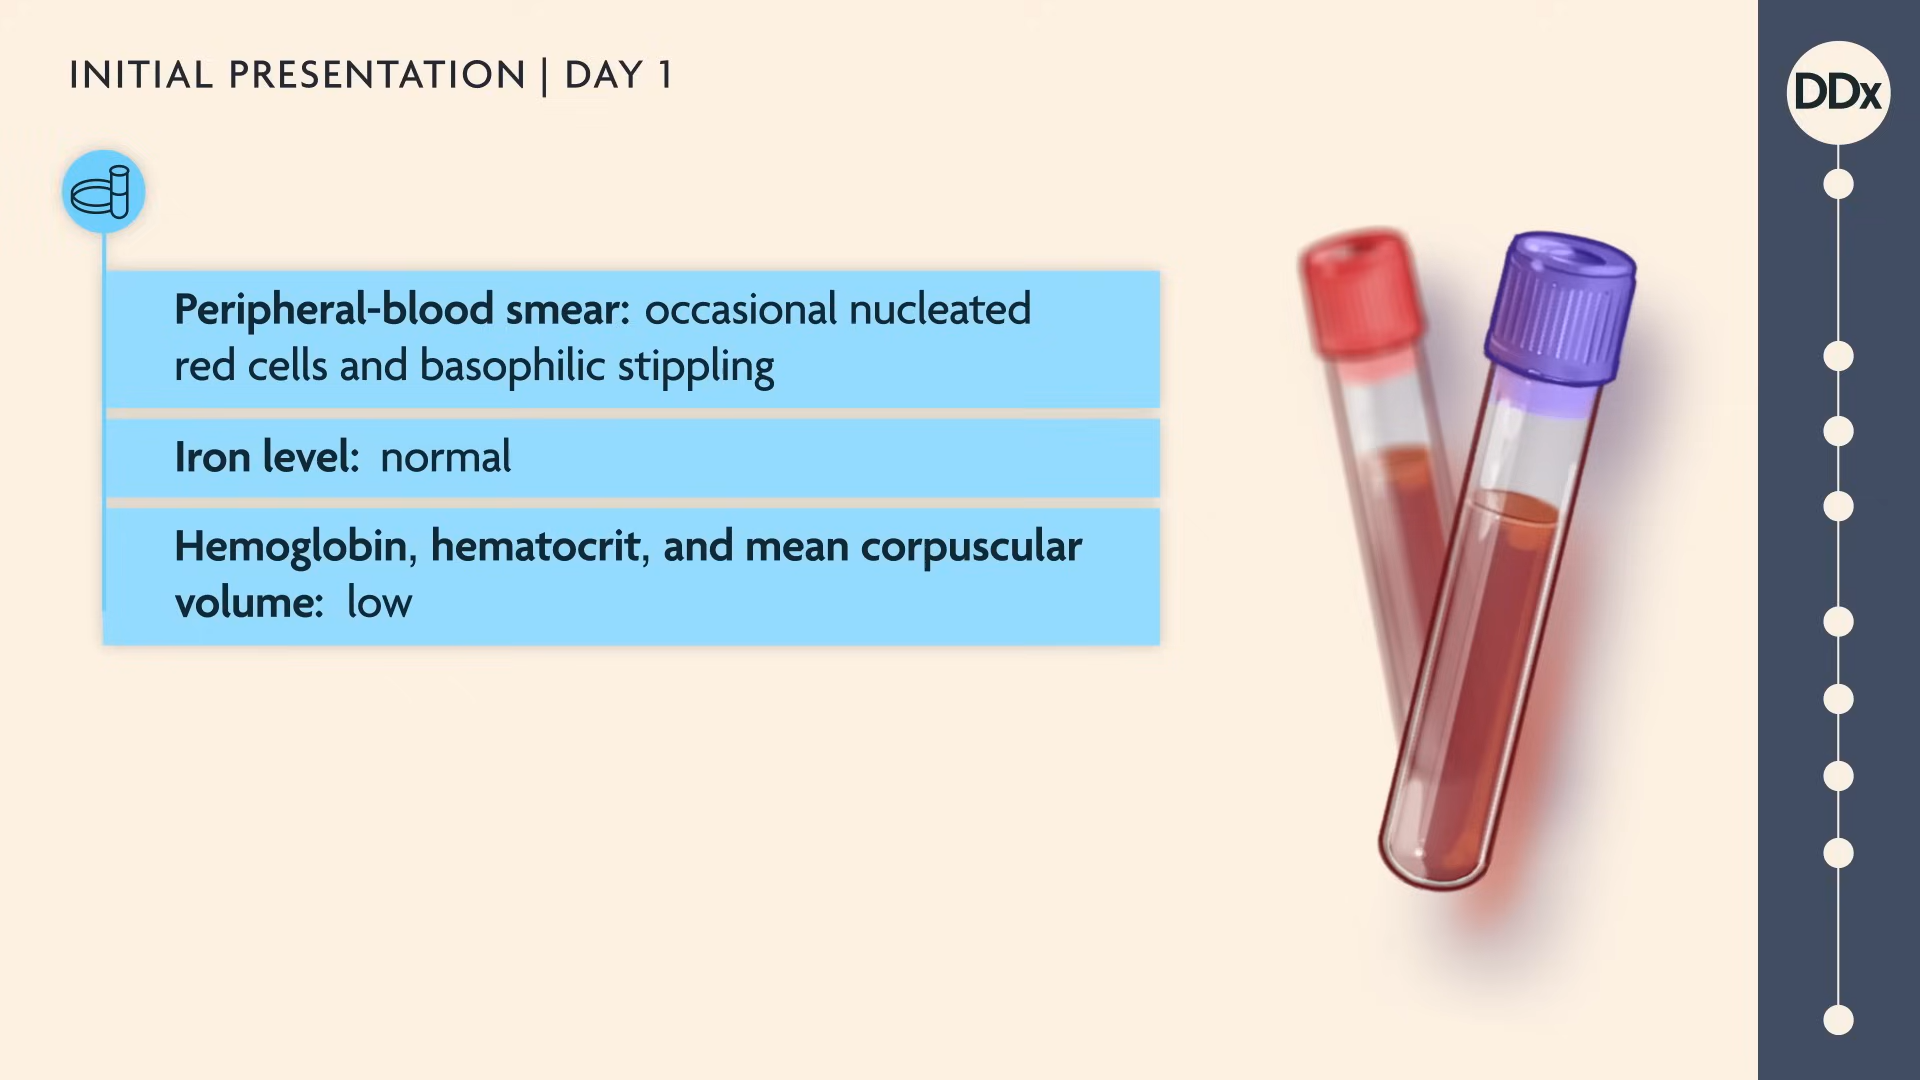 INITIAL PRESENTATION | DAY 1
DDx
Peripheral-blood smear: occasional nucleated
red cells and basophilic stippling
Iron level: normal
Hemoglobin, hematocrit, and mean corpuscular
volume: low